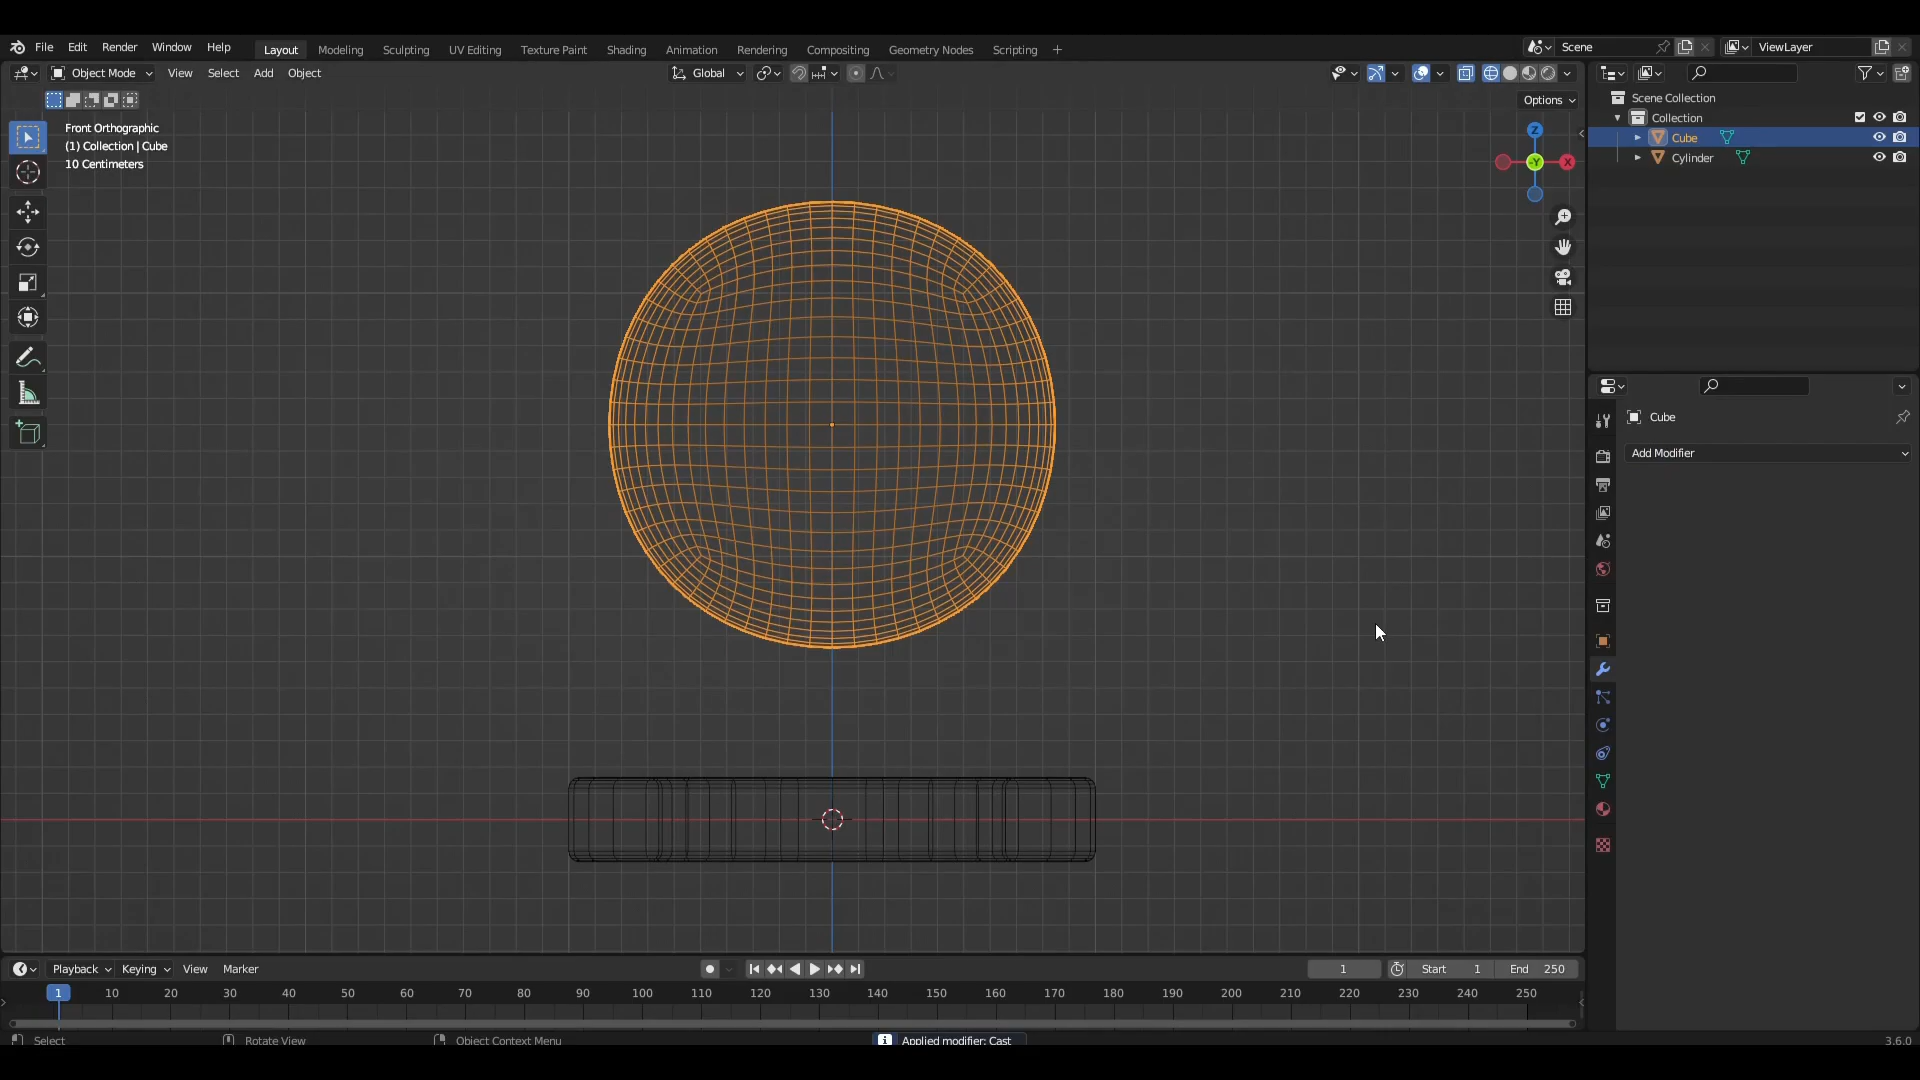 File Edit Render Window Help Layout Modeling Sculpting UV Editing Texture Paint Shading Animation Rendering Compositing Geometry Nodes Scripting + Scene ViewLayer
Object Mode View Select Add Object Global
Options
Front Orthographic
(1) Collection | Cube
10 Centimeters
Z
-Y
X
Scene Collection
Collection
Cube
Cylinder
Cube
Add Modifier
Playback Keying View Marker 1 Start 1 End 250
1 10 20 30 40 50 60 70 80 90 100 110 120 130 140 150 160 170 180 190 200 210 220 230 240 250
Select Rotate View Object Context Menu Applied modifier: Cast 3.6.0